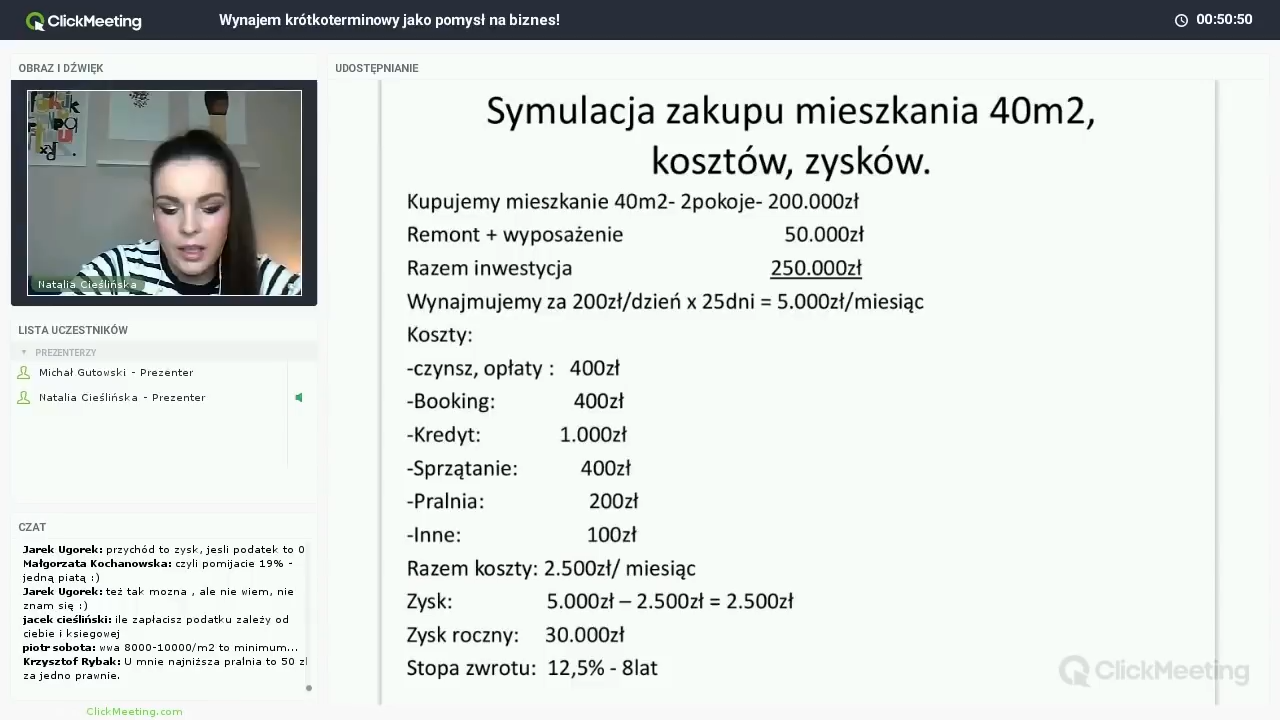 ClickMeeting
Wynajem krótkoterminowy jako pomysł na biznes!
00:50:50
OBRAZ I DŹWIĘK
Natalia Cieślińska
LISTA UCZESTNIKÓW
PREZENTERZY
Michał Gutowski - Prezenter
Natalia Cieślińska - Prezenter
CZAT
Jarek Ugorek: przychód to zysk, jesli podatek to 0
Małgorzata Kochanowska: czyli pomijacie 19% -
jedną piatą :)
Jarek Ugorek: też tak mozna , ale nie wiem, nie
znam się :)
jacek cieśliński: ile zapłacisz podatku zależy od
ciebie i ksiegowej
piotr sobota: wwa 8000-10000/m2 to minimum...
Krzysztof Rybak: U mnie najniższa pralnia to 50 zl
za jedno prawnie.
ClickMeeting.com
UDOSTĘPNIANIE
Symulacja zakupu mieszkania 40m2,
kosztów, zysków.
Kupujemy mieszkanie 40m2- 2pokoje- 200.000zł
Remont + wyposażenie 50.000zł
Razem inwestycja 250.000zł
Wynajmujemy za 200zł/dzień x 25dni = 5.000zł/miesiąc
Koszty:
-czynsz, opłaty : 400zł
-Booking: 400zł
-Kredyt: 1.000zł
-Sprzątanie: 400zł
-Pralnia: 200zł
-Inne: 100zł
Razem koszty: 2.500zł/ miesiąc
Zysk: 5.000zł – 2.500zł = 2.500zł
Zysk roczny: 30.000zł
Stopa zwrotu: 12,5% - 8lat
ClickMeeting